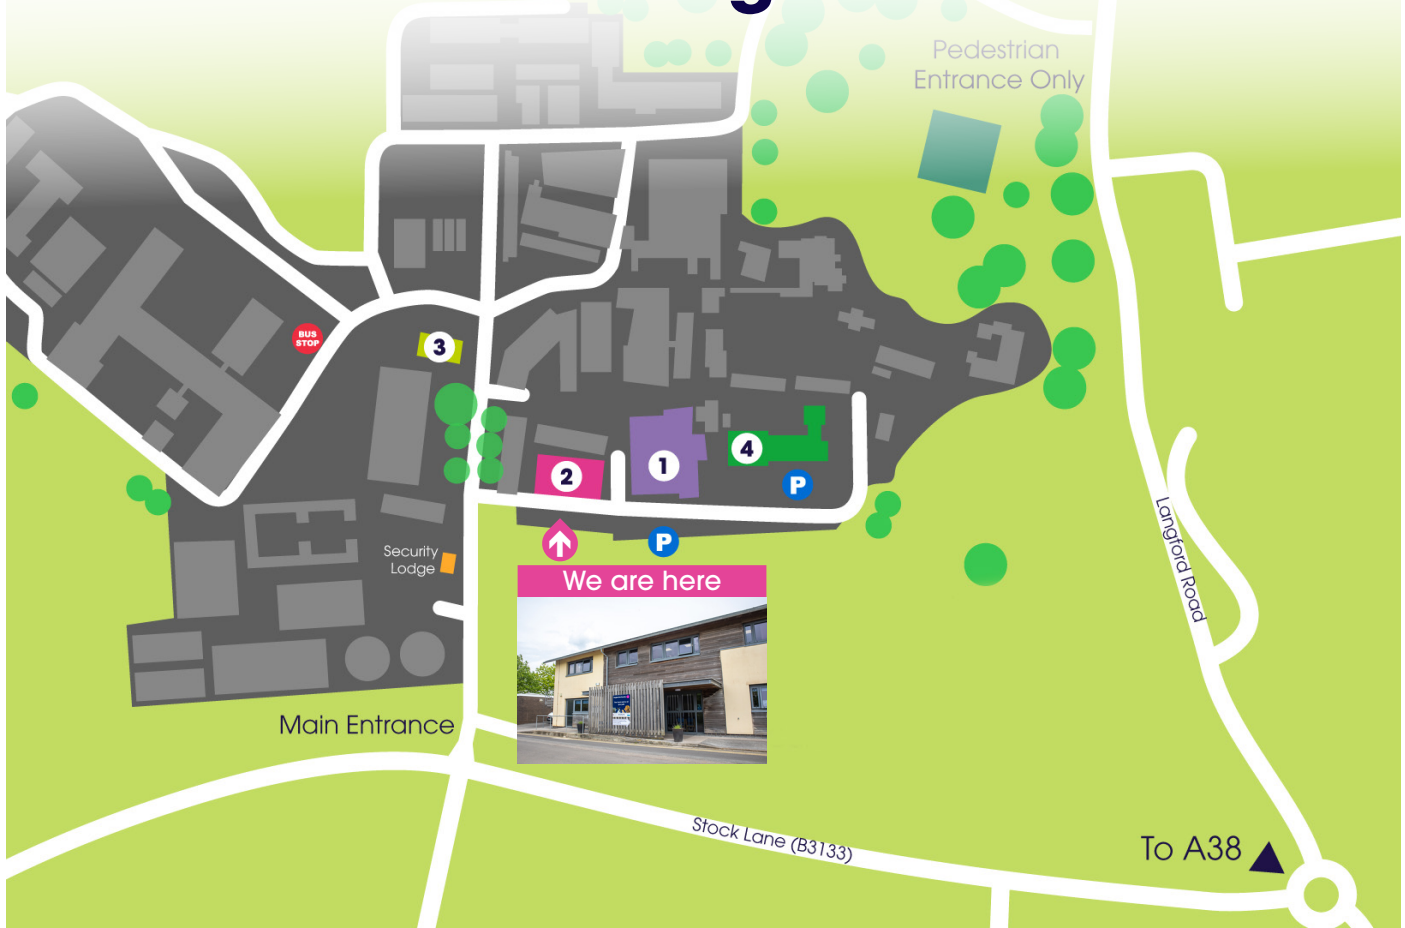 g
Pedestrian
Entrance Only
BUS
STOP
3
4
1
2
P
P
Security
Lodge
We are here
Langford Road
Main Entrance
Stock Lane (B3133)
To A38